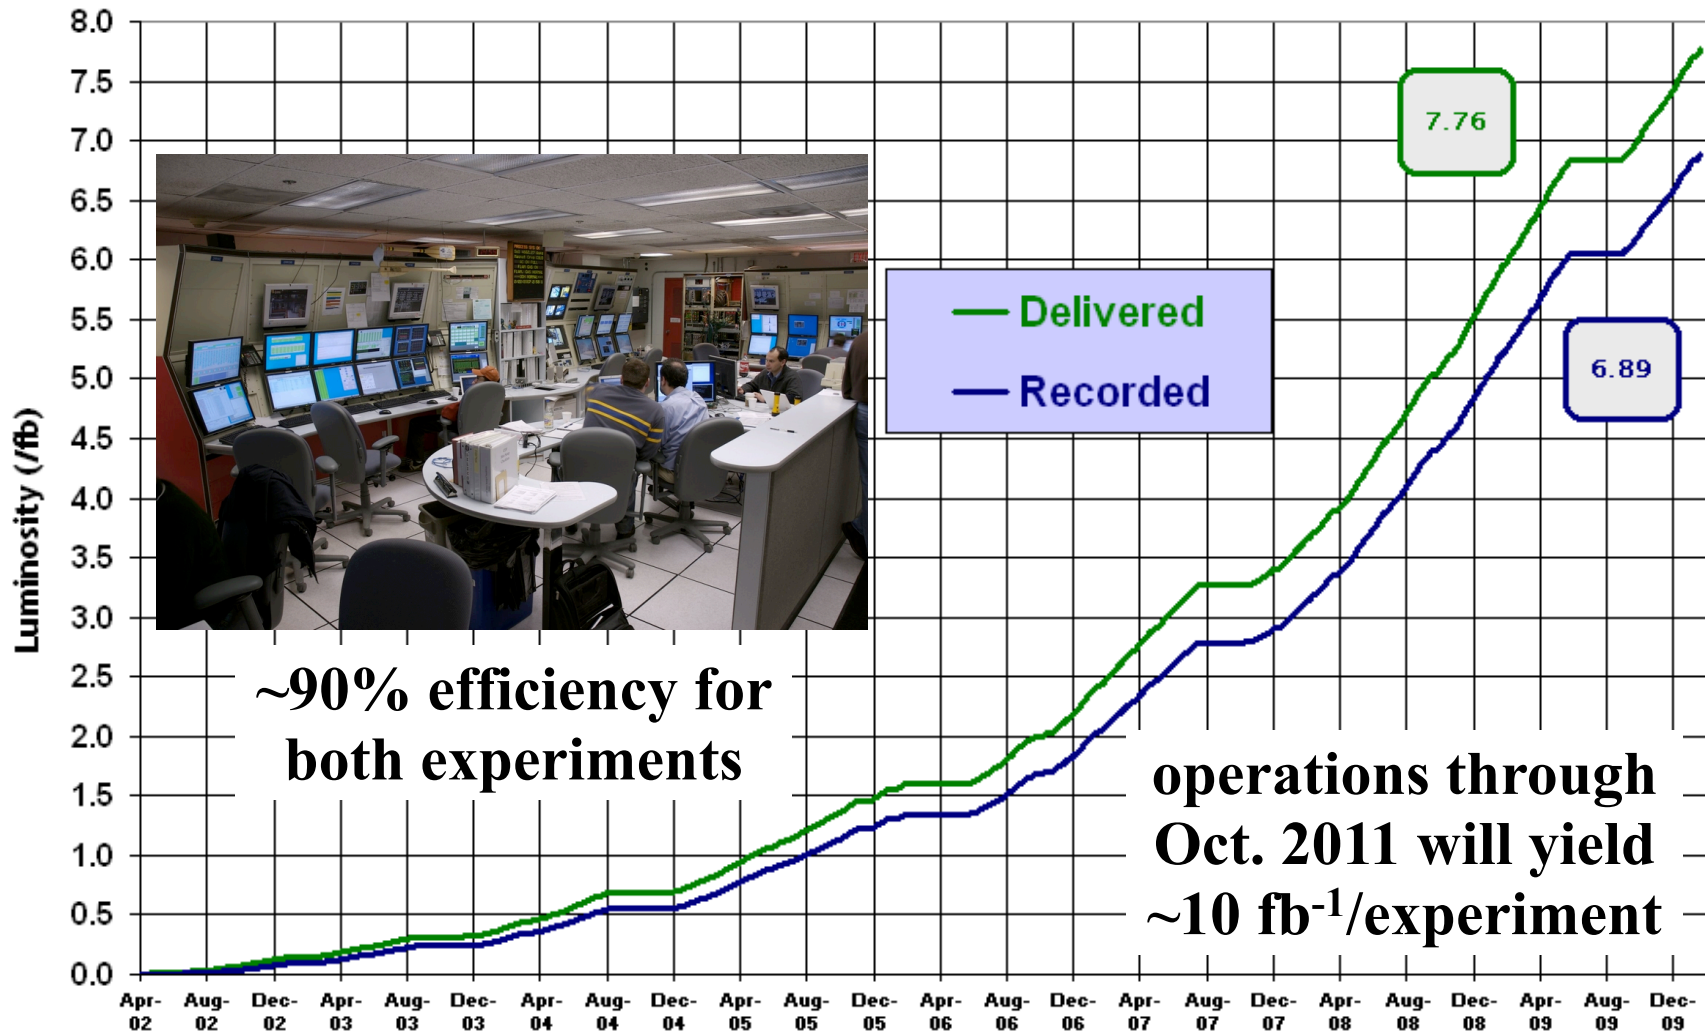 8.0
7.5
7.0
6.5
6.0
5.5
5.0
4.5
4.0
3.5
3.0
2.5
2.0
1.5
1.0
0.5
0.0
Luminosity (/fb)
7.76
Delivered
Recorded
6.89
~90% efficiency for
both experiments
operations through
Oct. 2011 will yield
~10 fb⁻¹/experiment
Apr- Aug- Dec- Apr- Aug- Dec- Apr- Aug- Dec- Apr- Aug- Dec- Apr- Aug- Dec- Apr- Aug- Dec- Apr- Aug- Dec- Apr- Aug- Dec-
02 02 02 03 03 03 04 04 04 05 05 05 06 06 06 07 07 07 08 08 08 09 09 09